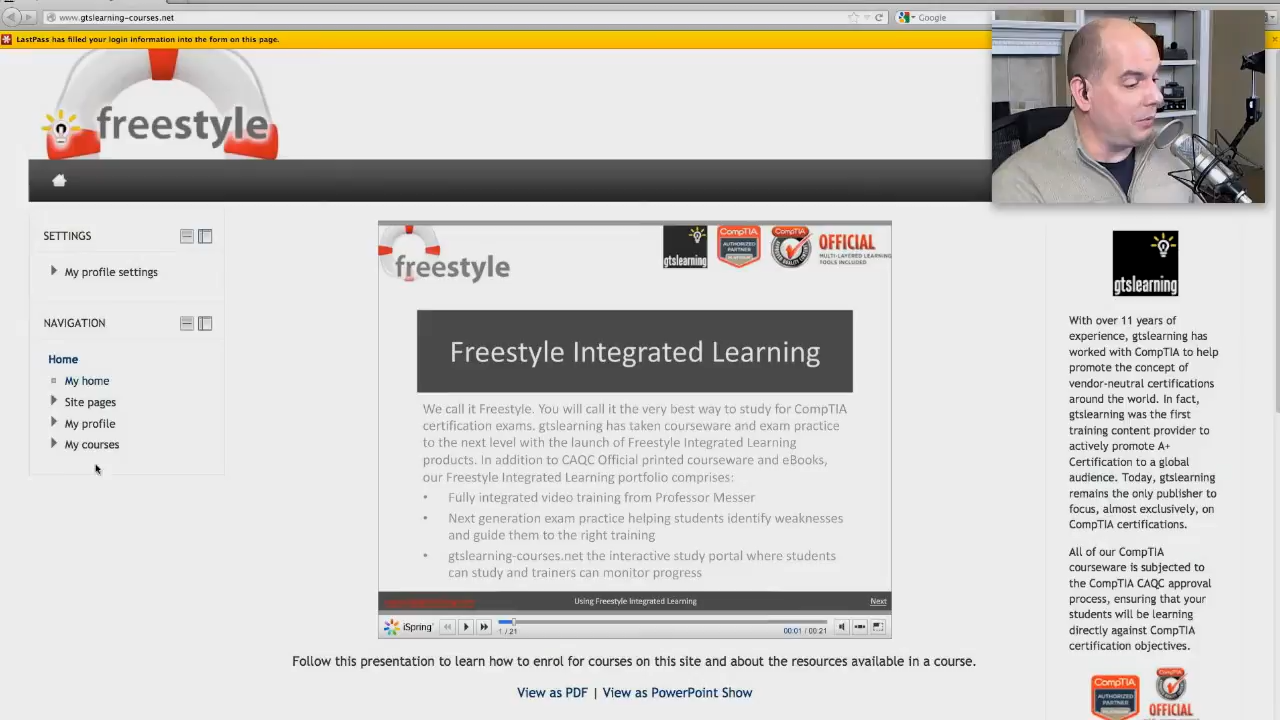 www.gtslearning-courses.net
Google
LastPass has filled your login information into the form on this page.
freestyle
SETTINGS
My profile settings
NAVIGATION
Home
My home
Site pages
My profile
My courses
freestyle
gtslearning
CompTIA
AUTHORIZED
PARTNER
CompTIA
OFFICIAL
MULTI-LAYERED LEARNING
TOOLS INCLUDED
Freestyle Integrated Learning
We call it Freestyle. You will call it the very best way to study for CompTIA
certification exams. gtslearning has taken courseware and exam practice
to the next level with the launch of Freestyle Integrated Learning
products. In addition to CAQC Official printed courseware and eBooks,
our Freestyle Integrated Learning portfolio comprises:
• Fully integrated video training from Professor Messer
• Next generation exam practice helping students identify weaknesses
and guide them to the right training
• gtslearning-courses.net the interactive study portal where students
can study and trainers can monitor progress
Using Freestyle Integrated Learning
Next
iSpring
1 / 21
00:01 / 00:21
Follow this presentation to learn how to enrol for courses on this site and about the resources available in a course.
View as PDF | View as PowerPoint Show
gtslearning
With over 11 years of
experience, gtslearning has
worked with CompTIA to help
promote the concept of
vendor-neutral certifications
around the world. In fact,
gtslearning was the first
training content provider to
actively promote A+
Certification to a global
audience. Today, gtslearning
remains the only publisher to
focus, almost exclusively, on
CompTIA certifications.
All of our CompTIA
courseware is subjected to
the CompTIA CAQC approval
process, ensuring that your
students will be learning
directly against CompTIA
certification objectives.
CompTIA
AUTHORIZED
PARTNER
CompTIA
OFFICIAL